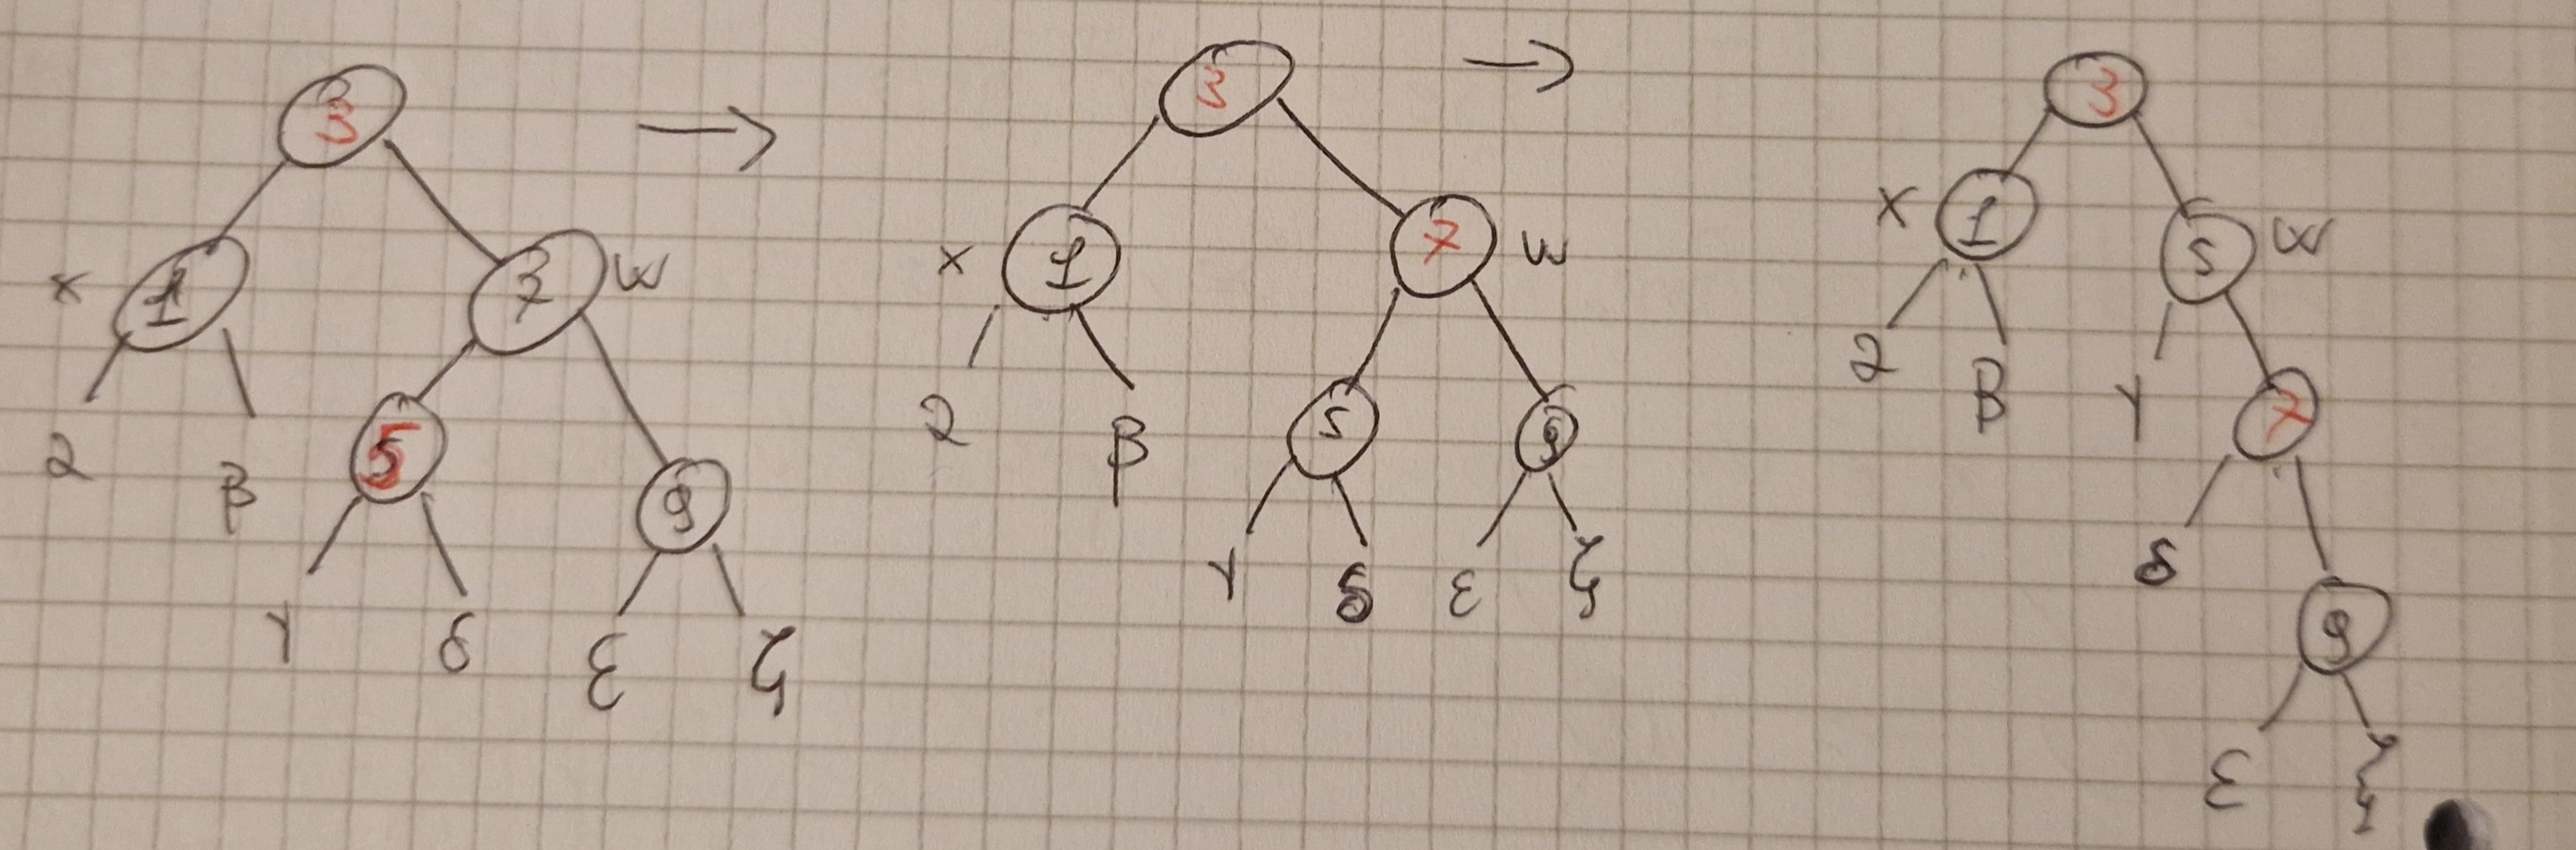 3
→
x 1 7 w
α β 5 9
γ δ ε ζ
3
→
x 1 7 w
α β 5 9
γ δ ε ζ
3
x 1 5 w
α β γ 7
δ 9
ε ζ